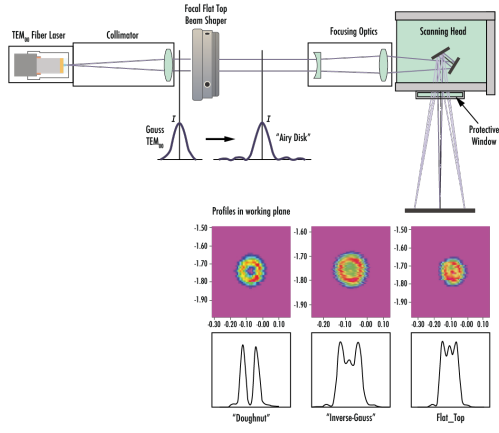 Focal Flat Top
Beam Shaper
TEM00 Fiber Laser
Collimator
Focusing Optics
Scanning Head
I
I
Gauss
TEM00
"Airy Disk"
Protective
Window
Profiles in working plane
-1.50
-1.60
-1.70
-1.80
-1.90
-1.60
-1.70
-1.80
-1.90
-1.50
-1.60
-1.70
-1.80
-1.90
-0.30 -0.20 -0.10 -0.00 0.10
-0.20 -0.10 -0.00 0.10
-0.30 -0.20 -0.10 -0.00 0.10
"Doughnut"
"Inverse-Gauss"
Flat_Top